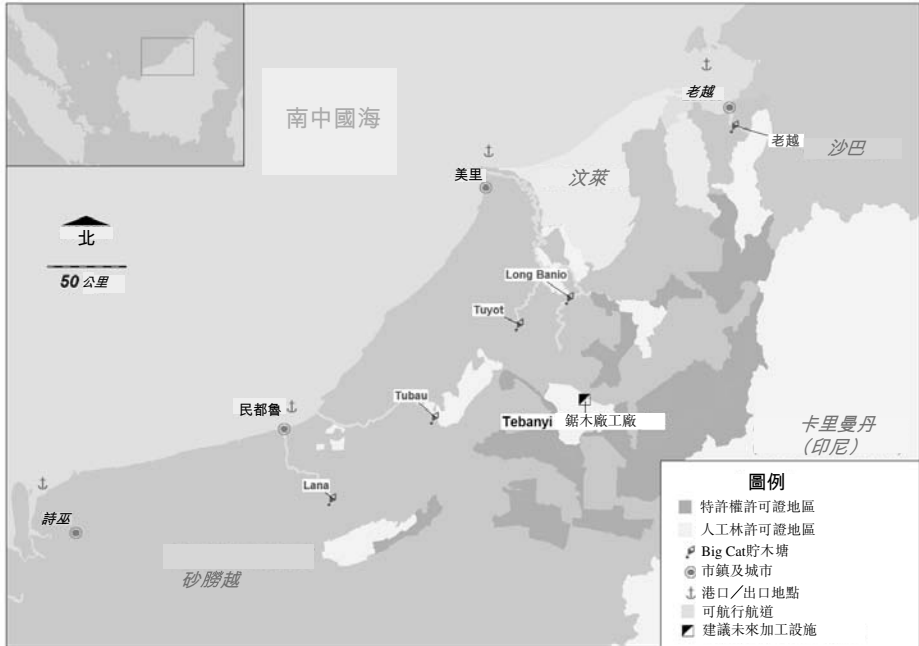 南中國海
老越
老越
沙巴
美里
汶萊
北
50 公里
Long Banio
Tuyot
Tubau
民都魯
Tebanyi 鋸木廠工廠
卡里曼丹
（印尼）
Lana
詩巫
砂朥越
圖例
特許權許可證地區
人工林許可證地區
Big Cat貯木塘
市鎮及城市
港口／出口地點
可航行航道
建議未來加工設施